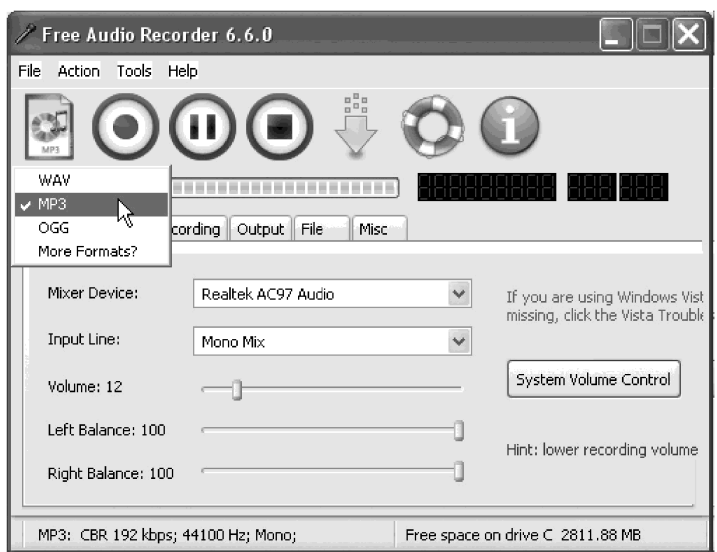 Free Audio Recorder 6.6.0
File Action Tools Help
MP3
WAV
MP3
OGG
More Formats?
cording Output File Misc
Mixer Device: Realtek AC97 Audio
If you are using Windows Vist
missing, click the Vista Trouble
Input Line: Mono Mix
Volume: 12
System Volume Control
Left Balance: 100
Hint: lower recording volume
Right Balance: 100
MP3: CBR 192 kbps; 44100 Hz; Mono; Free space on drive C 2811.88 MB